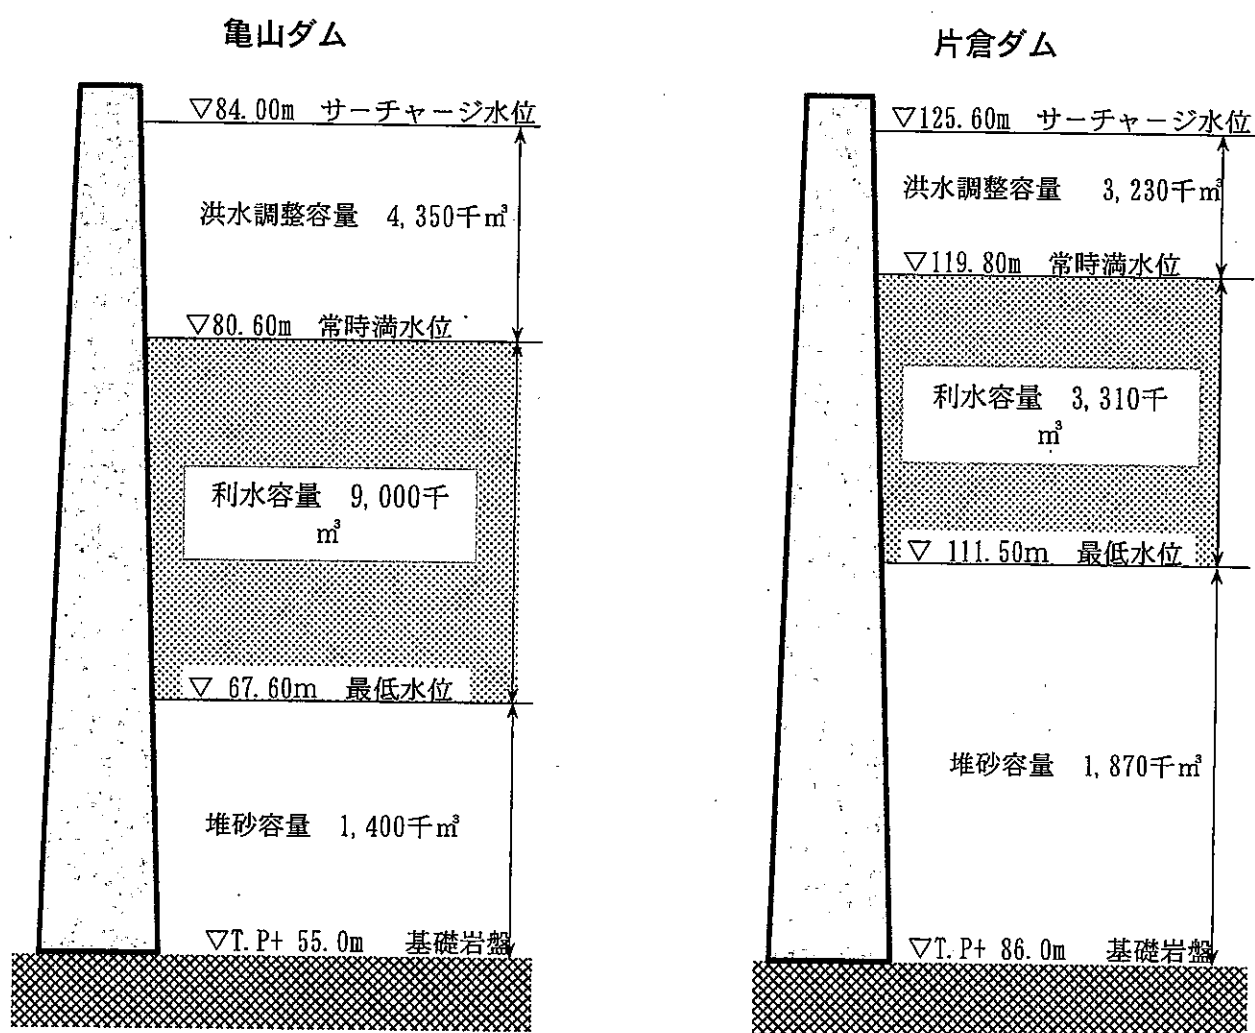 亀山ダム
▽84.00m サーチャージ水位
洪水調整容量 4,350千㎥
▽80.60m 常時満水位
利水容量 9,000千
㎥
▽ 67.60m 最低水位
堆砂容量 1,400千㎥
▽T.P+ 55.0m 基礎岩盤
片倉ダム
▽125.60m サーチャージ水位
洪水調整容量 3,230千㎥
▽119.80m 常時満水位
利水容量 3,310千
㎥
▽ 111.50m 最低水位
堆砂容量 1,870千㎥
▽T.P+ 86.0m 基礎岩盤